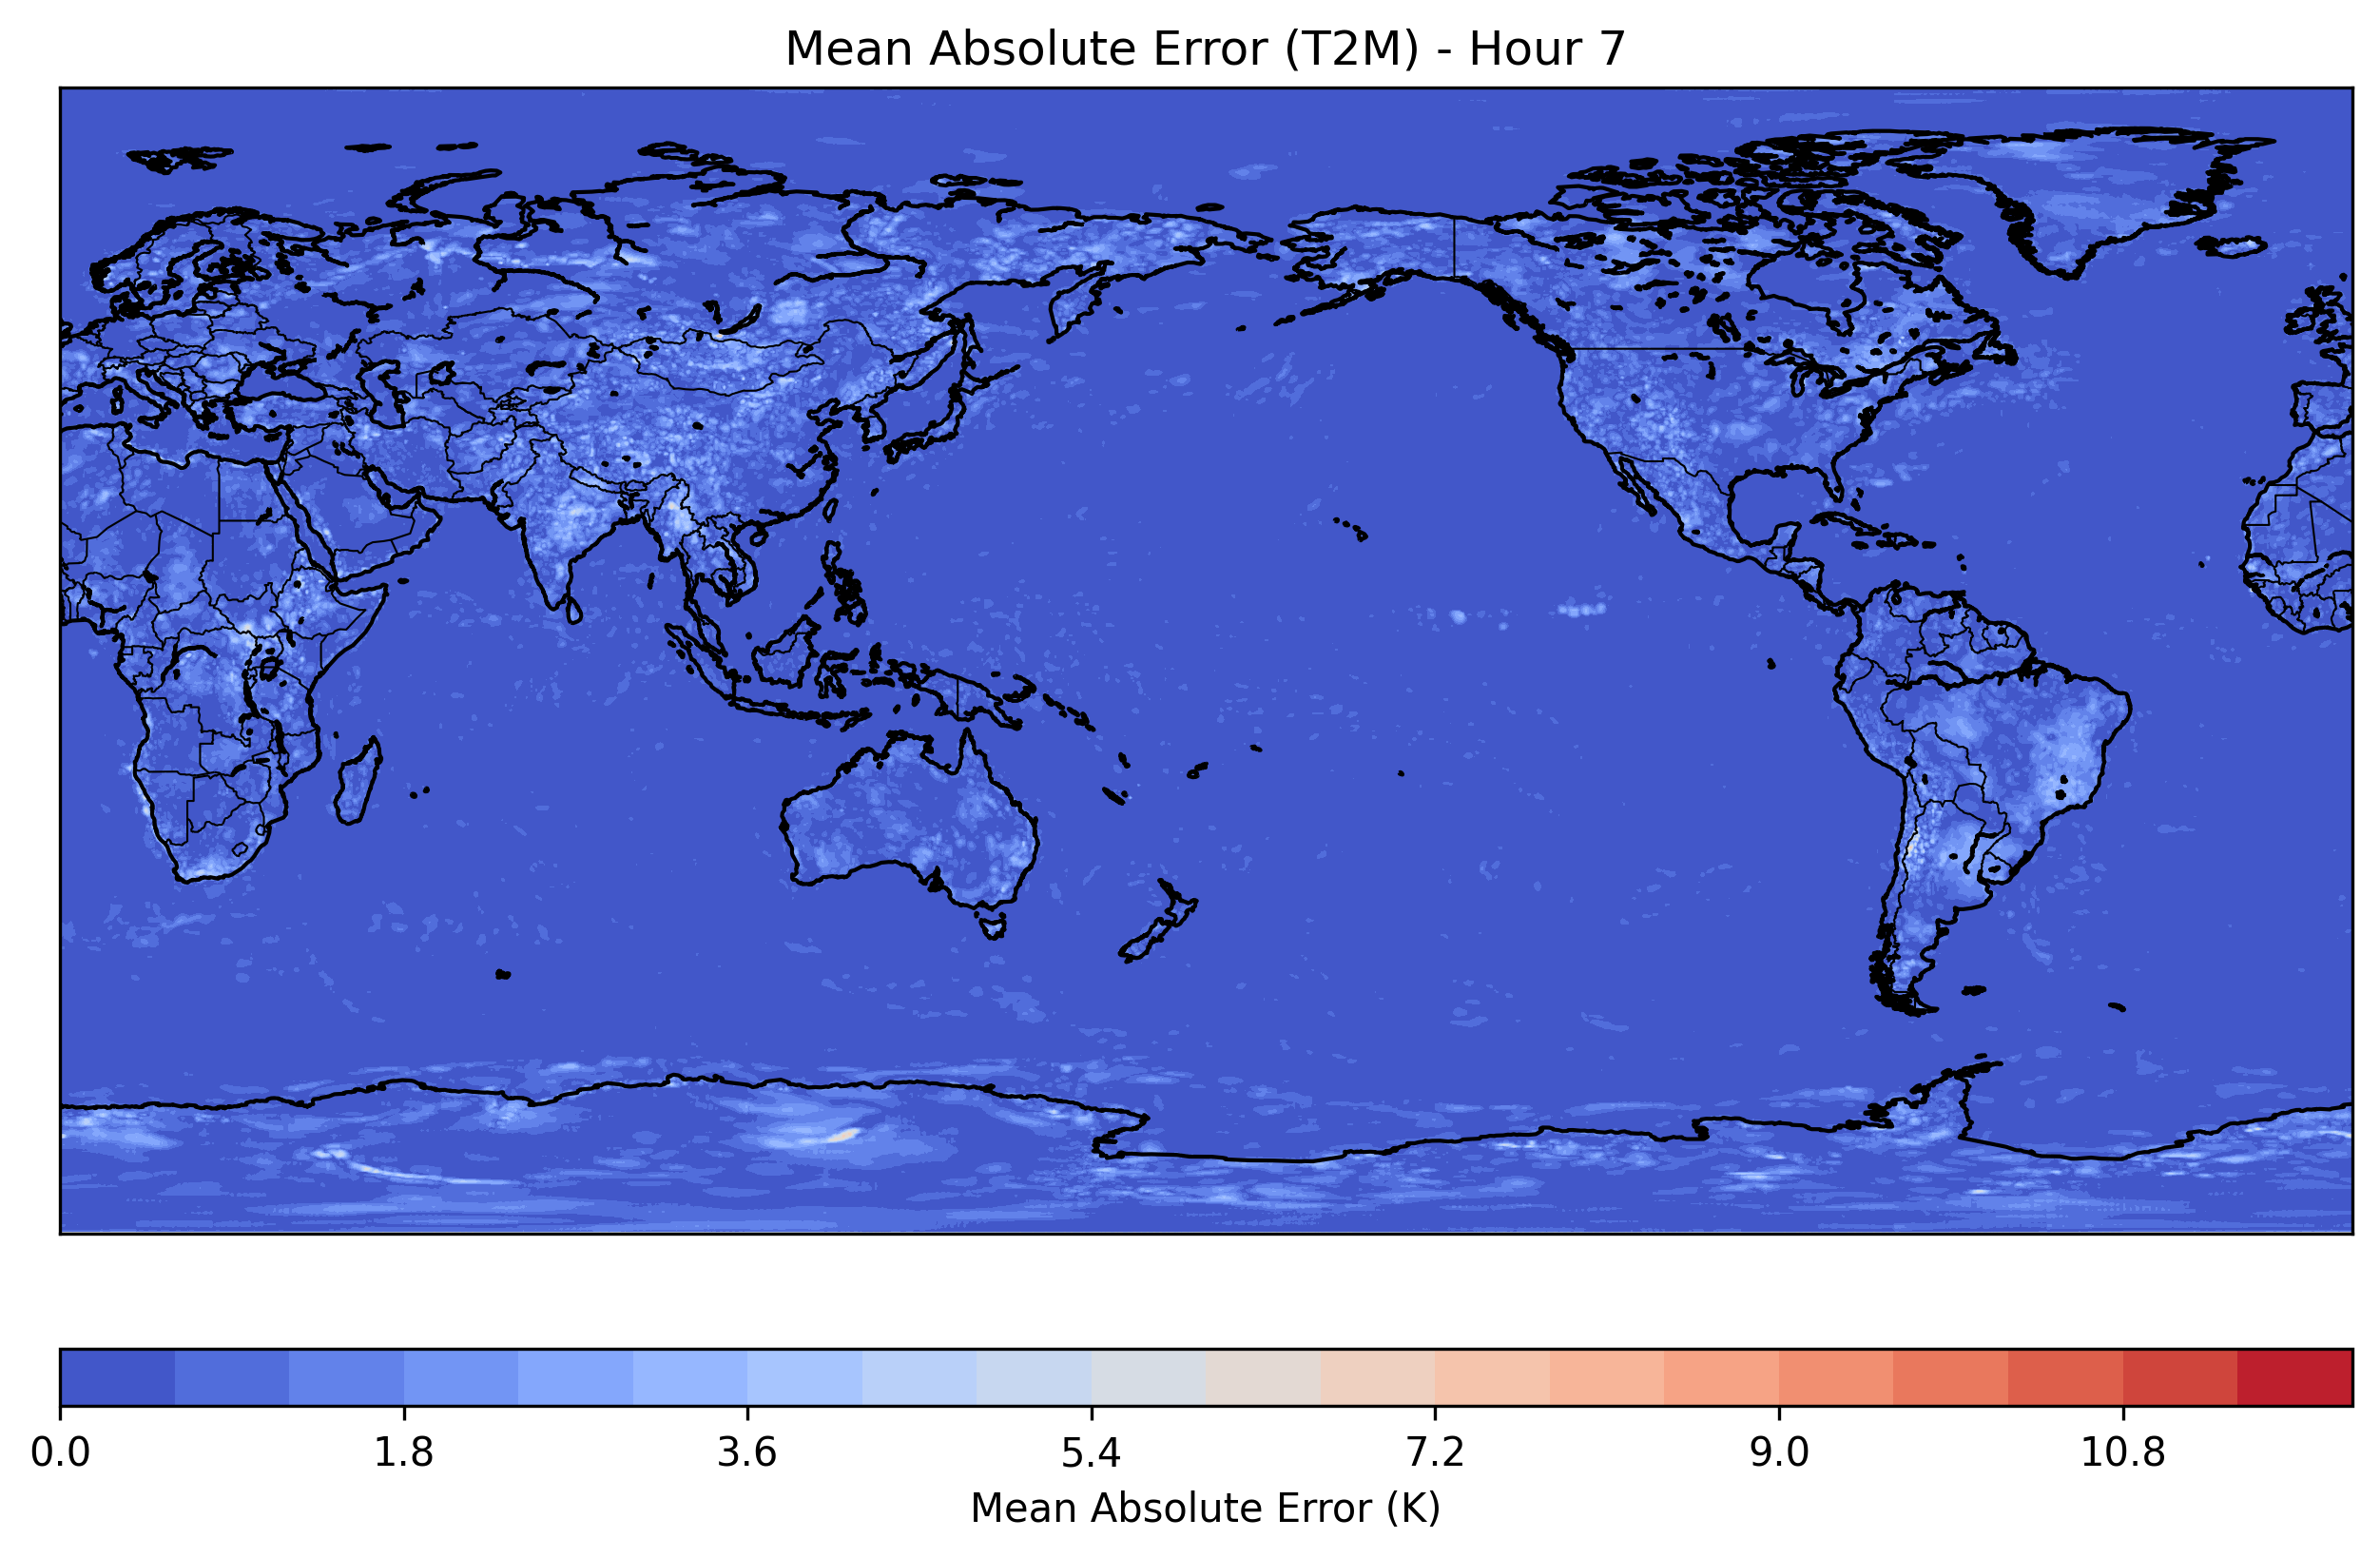 Mean Absolute Error (T2M) - Hour 7
0.0 1.8 3.6 5.4 7.2 9.0 10.8
Mean Absolute Error (K)